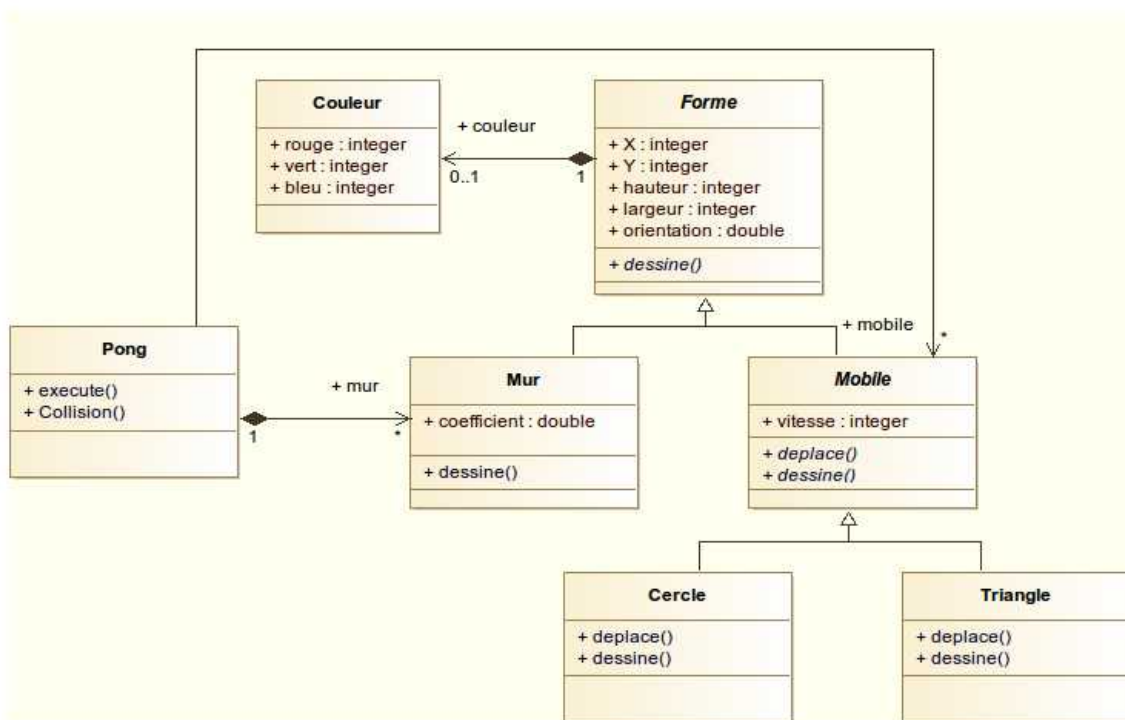 Couleur
+ rouge : integer
+ vert : integer
+ bleu : integer
+ couleur
0..1
1
Forme
+ X : integer
+ Y : integer
+ hauteur : integer
+ largeur : integer
+ orientation : double
+ dessine()
Pong
+ execute()
+ Collision()
1
+ mur
*
Mur
+ coefficient : double
+ dessine()
+ mobile
*
Mobile
+ vitesse : integer
+ deplace()
+ dessine()
Cercle
+ deplace()
+ dessine()
Triangle
+ deplace()
+ dessine()